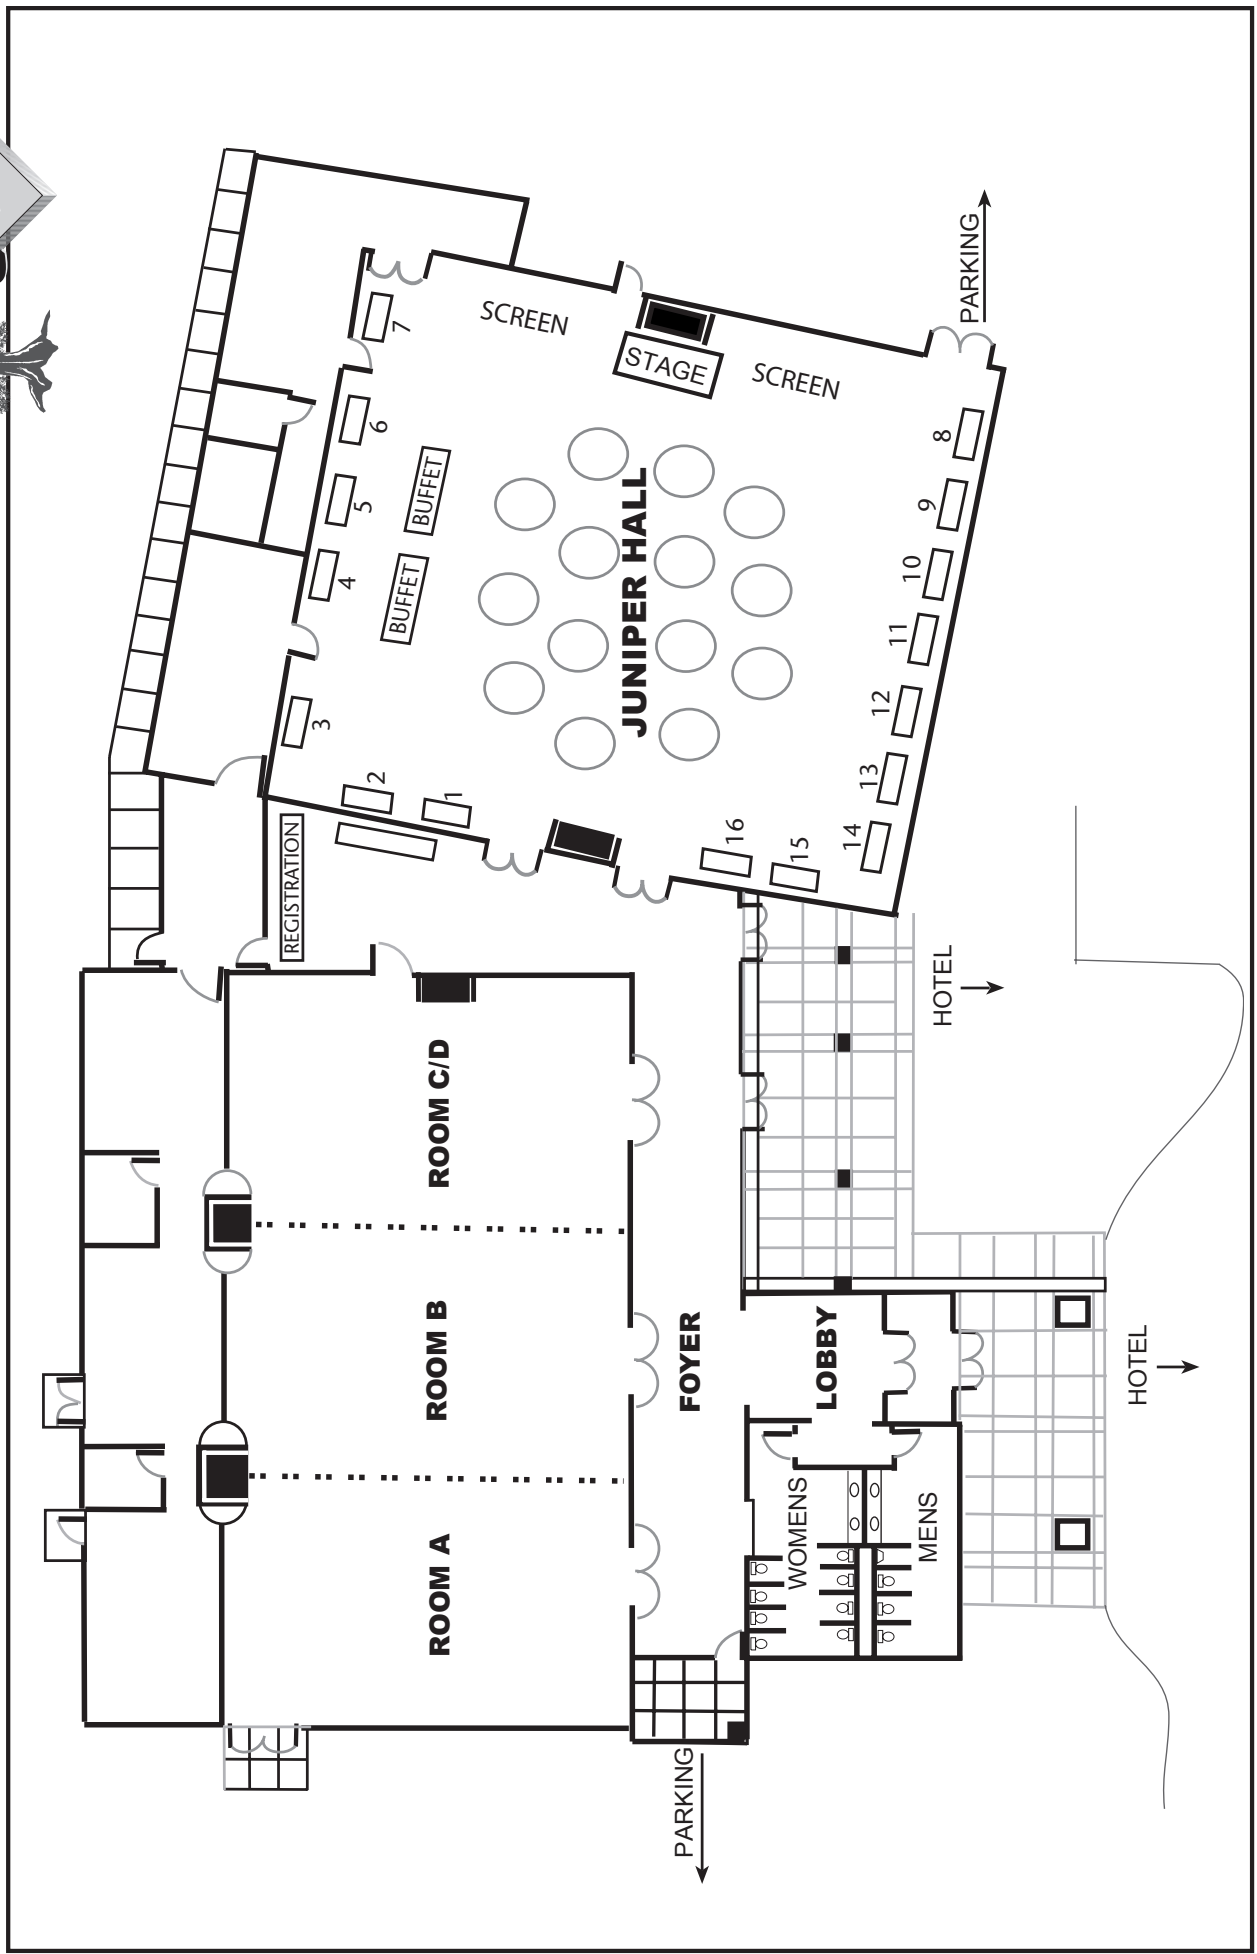 PARKING
SCREEN
STAGE
SCREEN
7
6
5
4
3
2
1
BUFFET
BUFFET
JUNIPER HALL
8
9
10
11
12
13
14
15
16
REGISTRATION
HOTEL
ROOM C/D
ROOM B
ROOM A
FOYER
LOBBY
HOTEL
WOMENS
MENS
PARKING